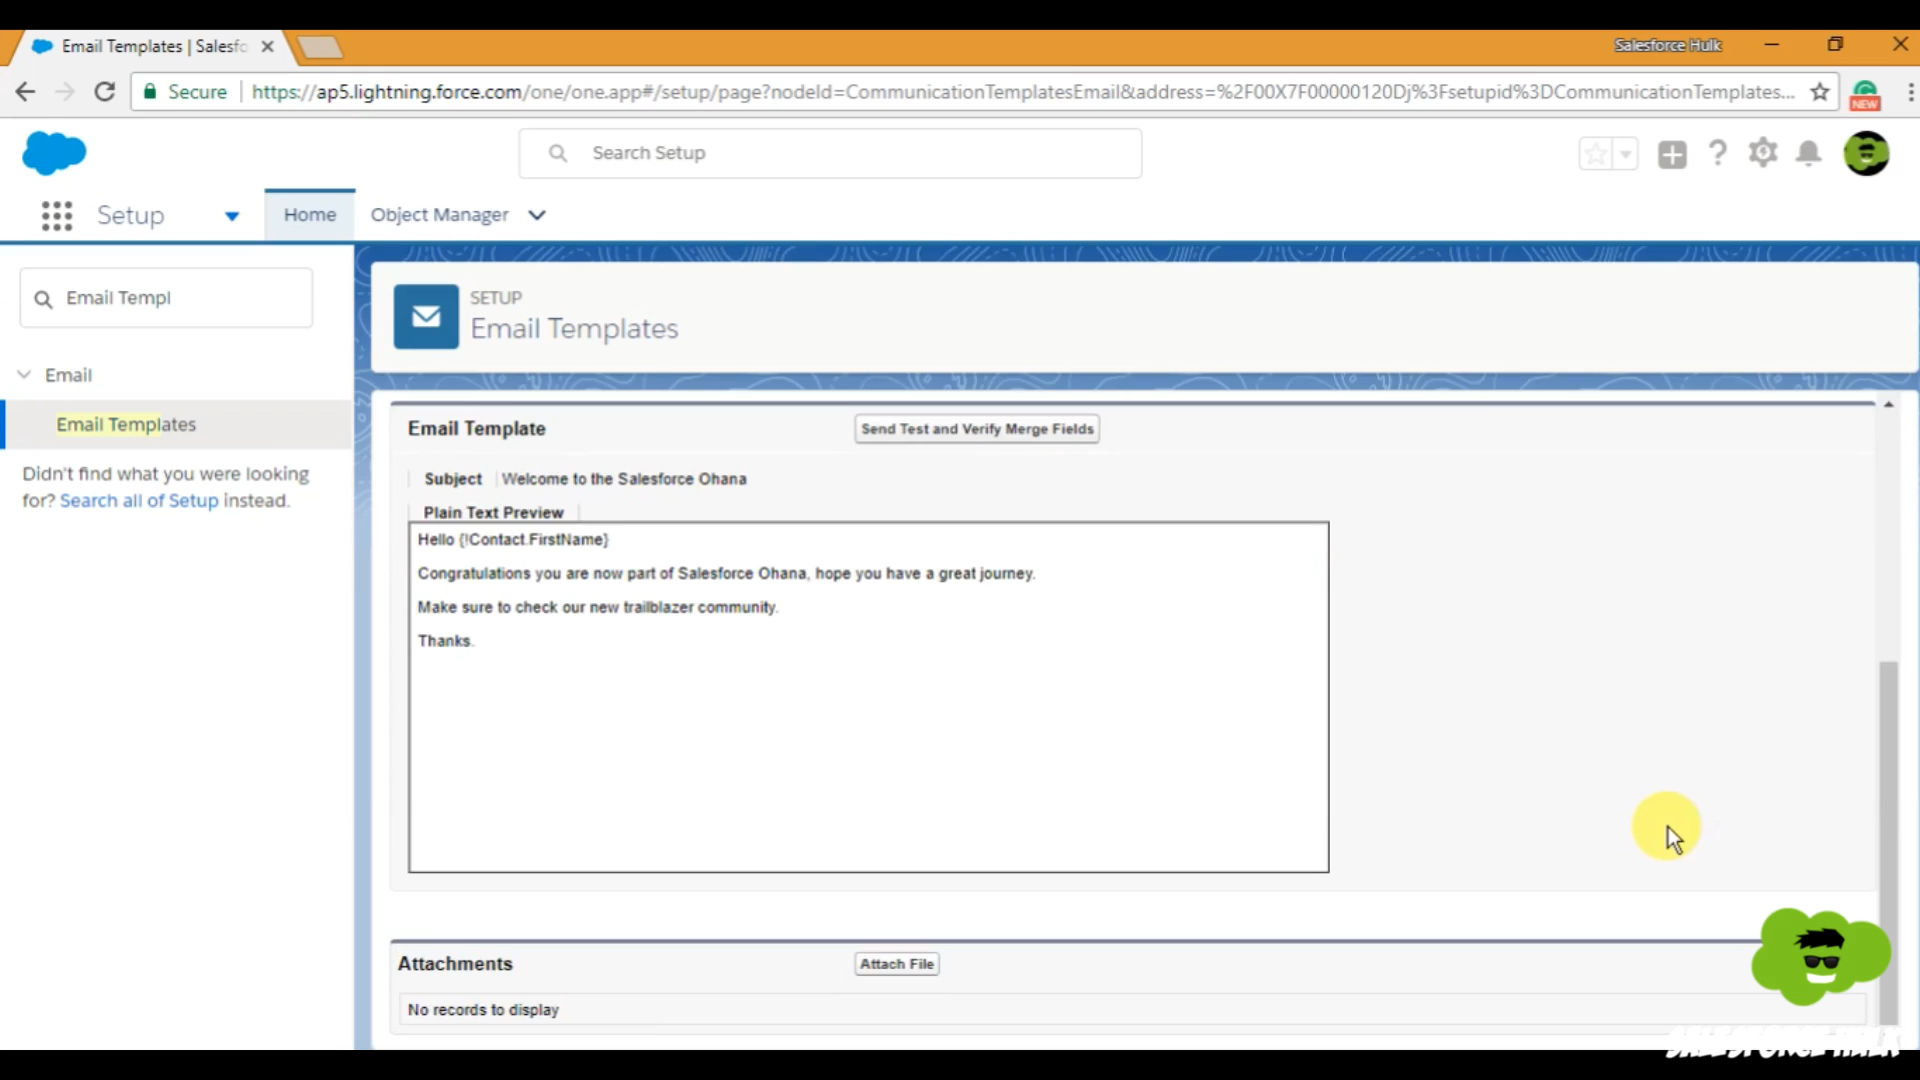 Email Templates | Salesfo
Salesforce Hulk
Secure
https://ap5.lightning.force.com/one/one.app#/setup/page?nodeId=CommunicationTemplatesEmail&address=%2F00X7F00000120Dj%3Fsetupid%3DCommunicationTemplates...
NEW
Search Setup
Setup
Home
Object Manager
Email Templ
SETUP
Email Templates
Email
Email Templates
Didn't find what you were looking
for? Search all of Setup instead.
Email Template
Send Test and Verify Merge Fields
Subject
Welcome to the Salesforce Ohana
Plain Text Preview
Hello {!Contact.FirstName}
Congratulations you are now part of Salesforce Ohana, hope you have a great journey.
Make sure to check our new trailblazer community.
Thanks.
Attachments
Attach File
No records to display
SALESFORCE HULK